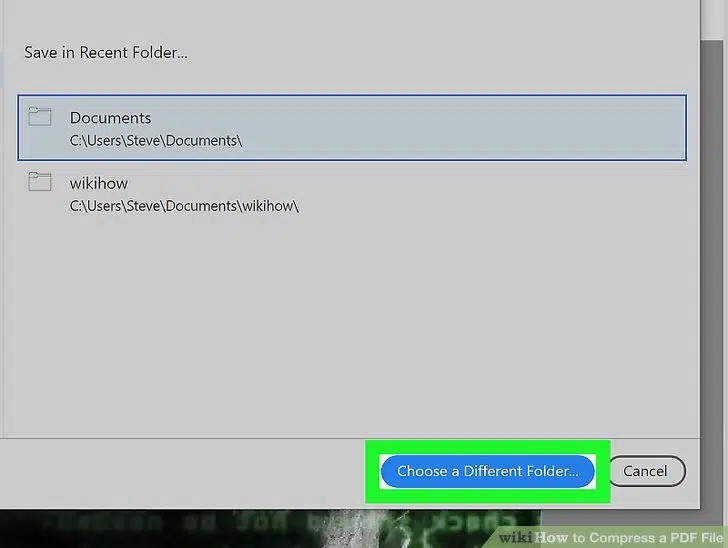 Save in Recent Folder...
Documents
C:\Users\Steve\Documents\
wikihow
C:\Users\Steve\Documents\wikihow\
Choose a Different Folder...
Cancel
wikiHow to Compress a PDF File